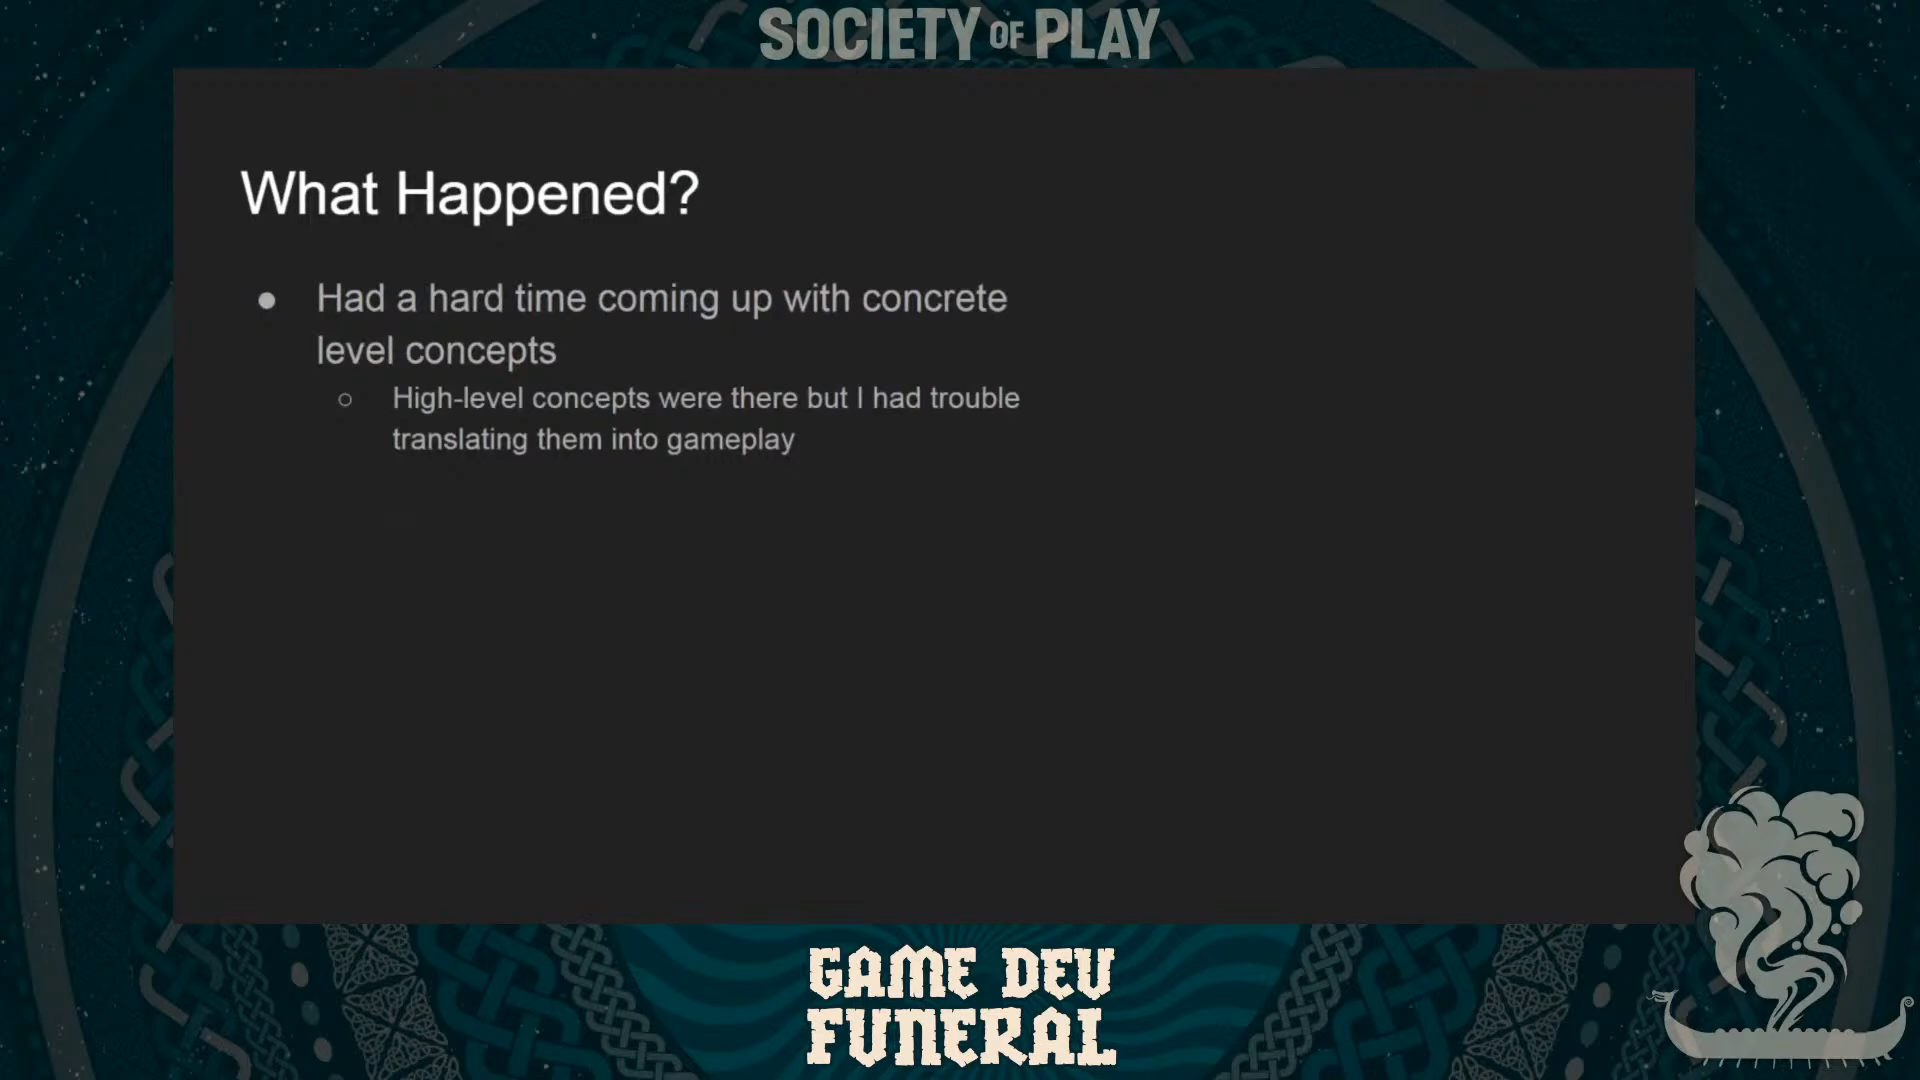 SOCIETY OF PLAY
What Happened?
● Had a hard time coming up with concrete
level concepts
○ High-level concepts were there but I had trouble
translating them into gameplay
GAME DEV
FUNERAL